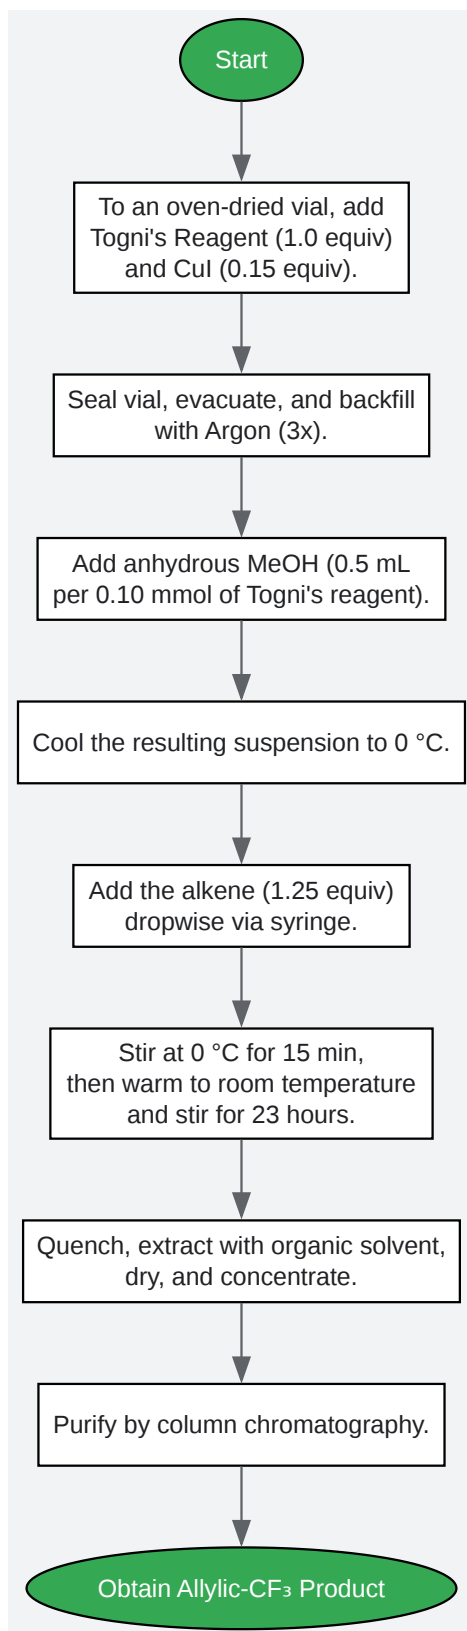 Start
To an oven-dried vial, add
Togni's Reagent (1.0 equiv)
and CuI (0.15 equiv).
Seal vial, evacuate, and backfill
with Argon (3x).
Add anhydrous MeOH (0.5 mL
per 0.10 mmol of Togni's reagent).
Cool the resulting suspension to 0 °C.
Add the alkene (1.25 equiv)
dropwise via syringe.
Stir at 0 °C for 15 min,
then warm to room temperature
and stir for 23 hours.
Quench, extract with organic solvent,
dry, and concentrate.
Purify by column chromatography.
Obtain Allylic-CF₃ Product